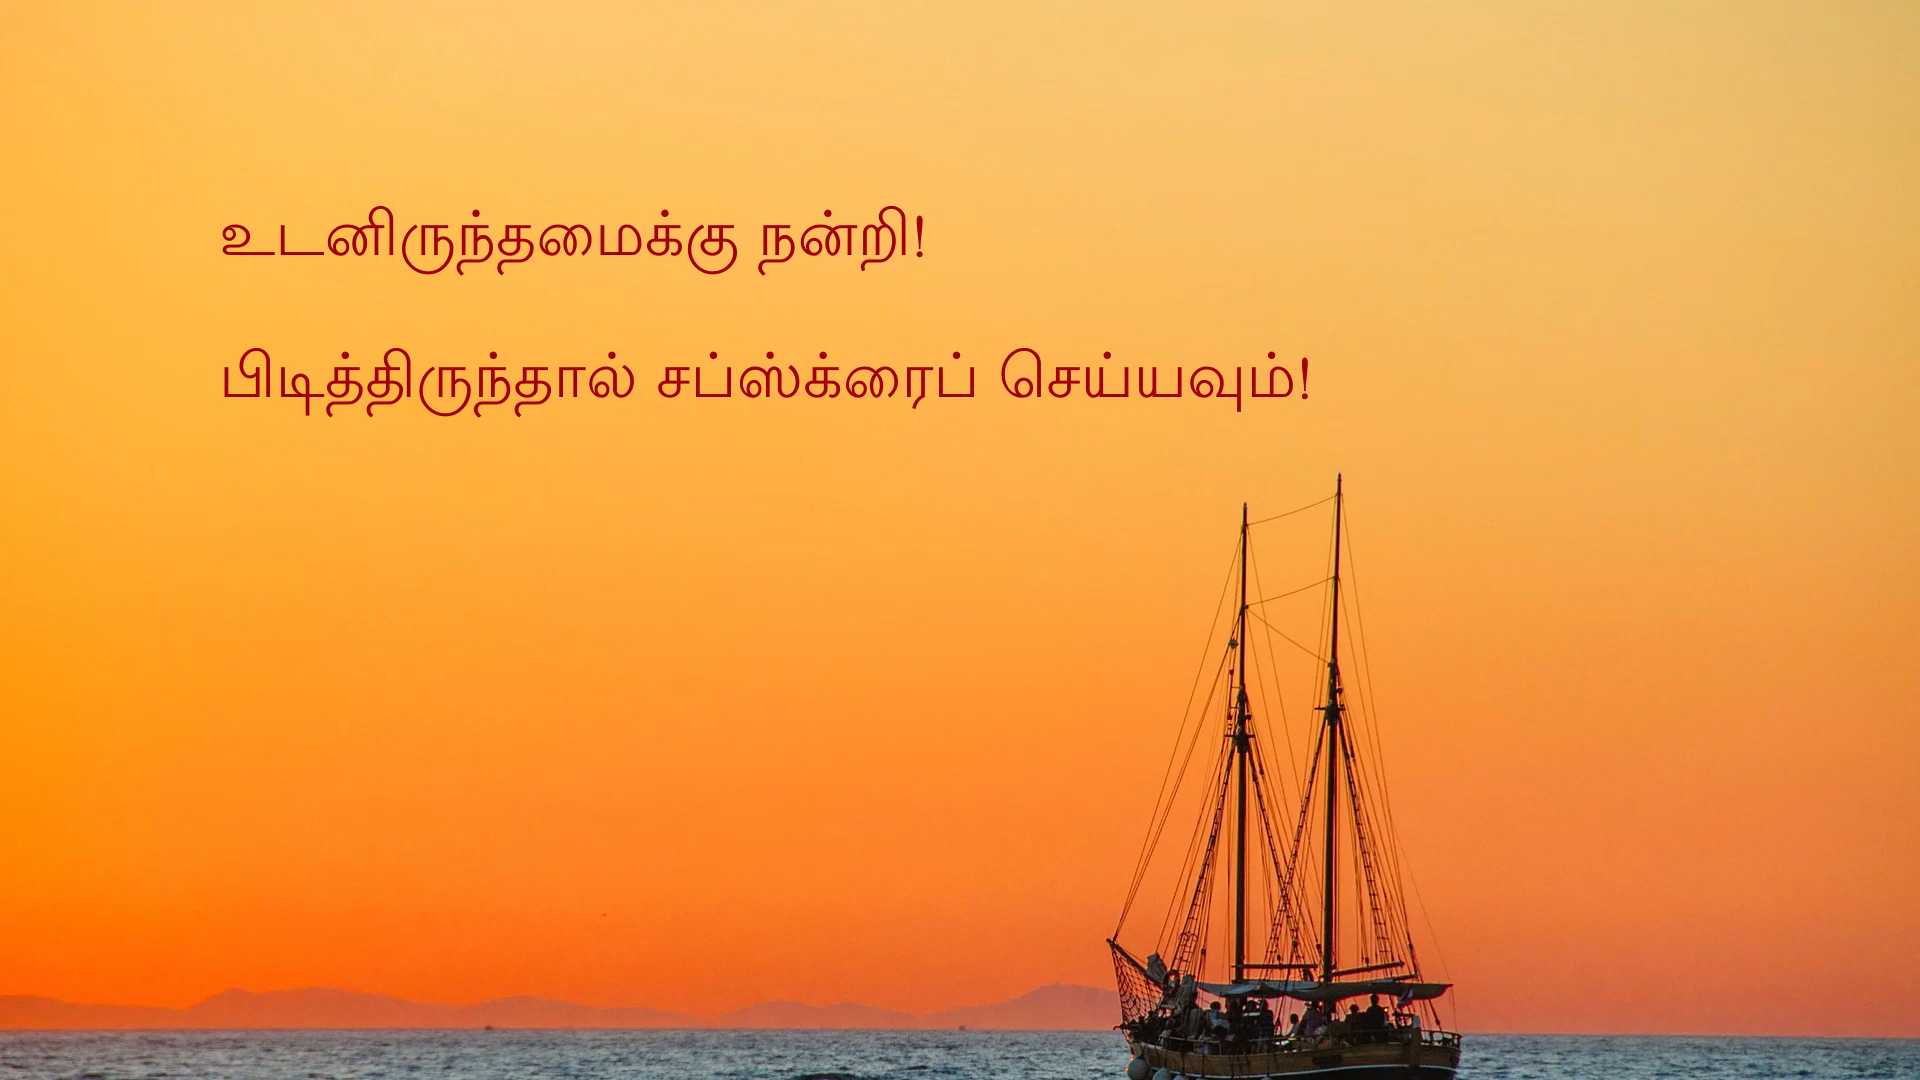 உடனிருந்தமைக்கு நன்றி!
பிடித்திருந்தால் சப்ஸ்க்ரைப் செய்யவும்!